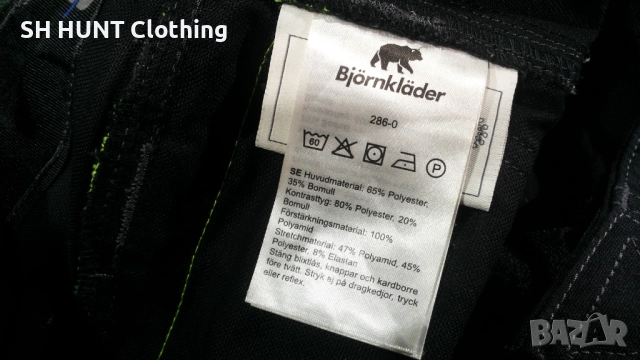 SH HUNT Clothing
Björnkläder
286-0
60
P
SE Huvudmaterial: 65% Polyester,
35% Bomull
Kontrasttyg: 80% Polyester, 20%
Bomull
Förstärkningsmaterial: 100%
Polyamid
Stretchmaterial: 47% Polyamid, 45%
Polyester, 8% Elastan
Stäng blixtlås, knappar och kardborre
före tvätt. Stryk ej på dragkedjor, tryck
eller reflex.
BAZAR